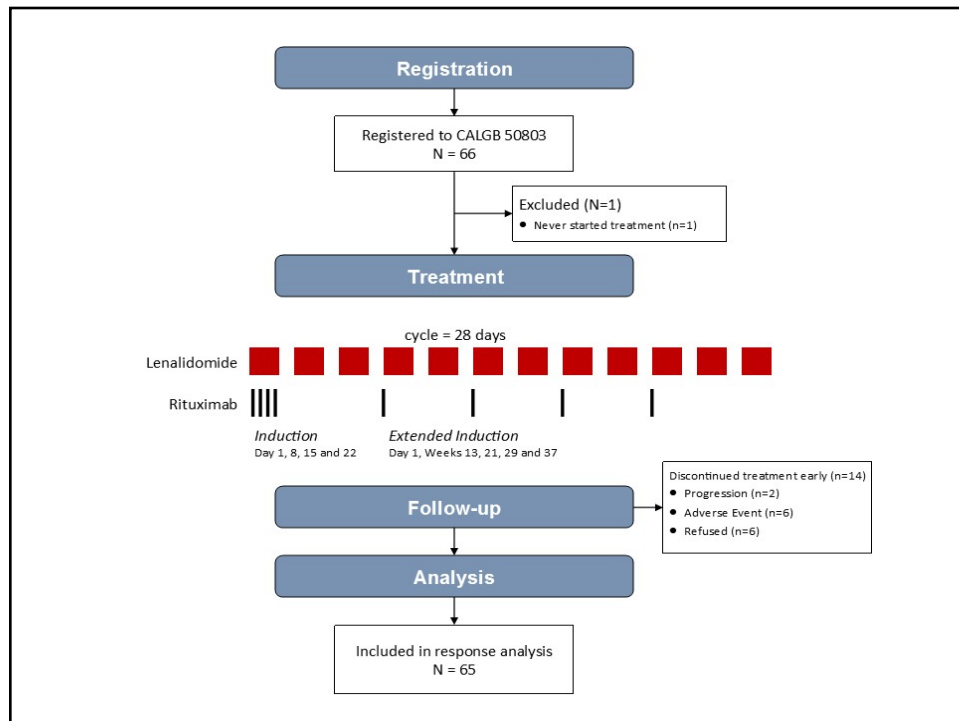 Registration
Registered to CALGB 50803
N = 66
Excluded (N=1)
● Never started treatment (n=1)
Treatment
cycle = 28 days
Lenalidomide
Rituximab
Induction
Day 1, 8, 15 and 22
Extended Induction
Day 1, Weeks 13, 21, 29 and 37
Discontinued treatment early (n=14)
● Progression (n=2)
● Adverse Event (n=6)
● Refused (n=6)
Follow-up
Analysis
Included in response analysis
N = 65